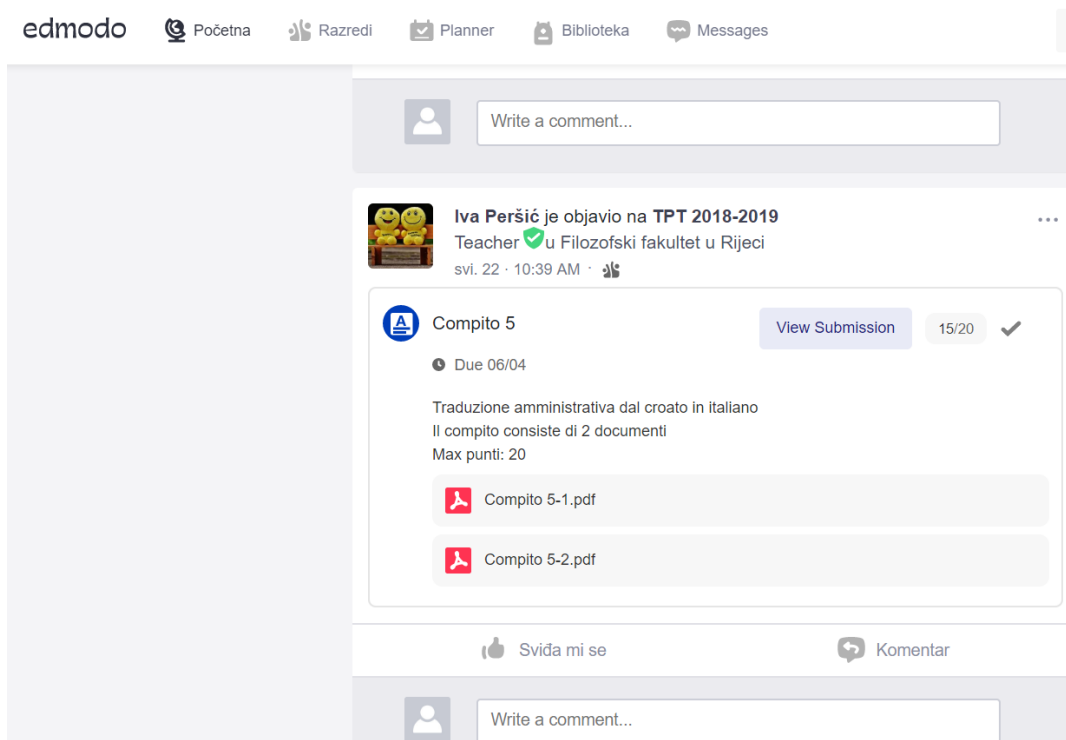 edmodo Početna Razredi Planner Biblioteka Messages
Write a comment...
Iva Peršić je objavio na TPT 2018-2019
Teacher u Filozofski fakultet u Rijeci
svi. 22 · 10:39 AM ·
Compito 5 View Submission 15/20
Due 06/04
Traduzione amministrativa dal croato in italiano
Il compito consiste di 2 documenti
Max punti: 20
Compito 5-1.pdf
Compito 5-2.pdf
Sviđa mi se Komentar
Write a comment...